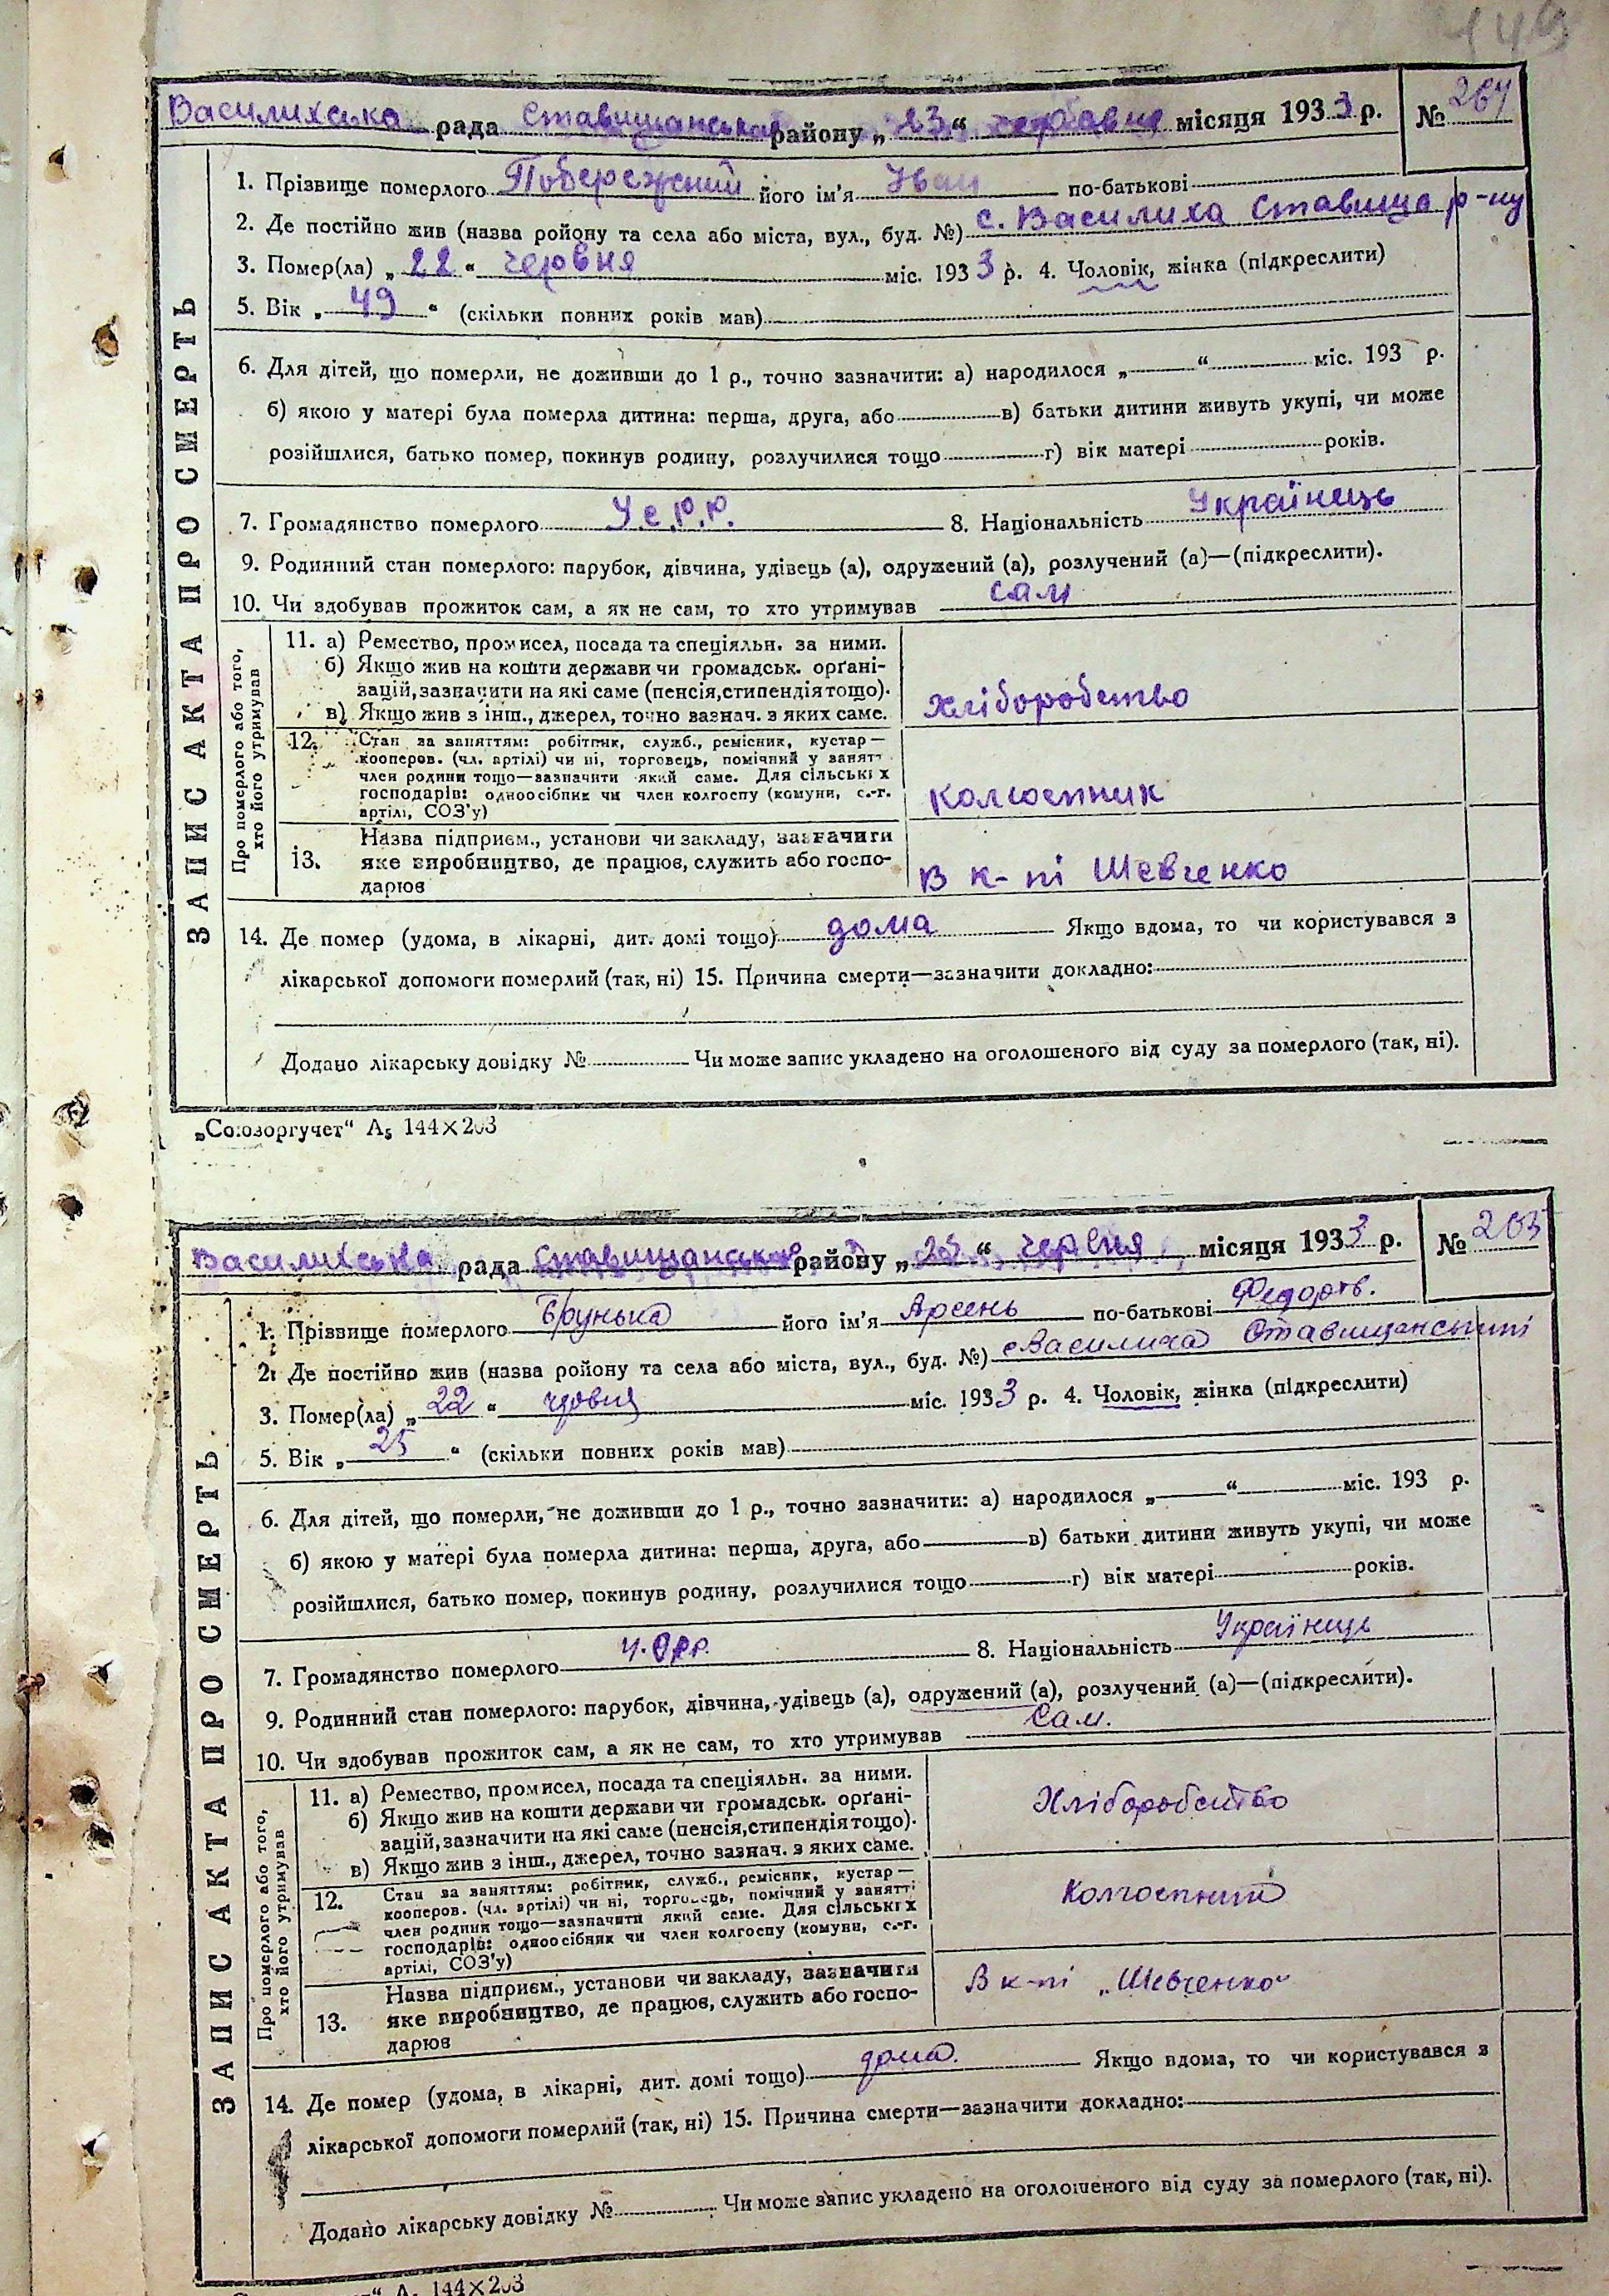 149
Василихська рада Ставищанськая району „23“ червня місяця 1933 р. № 264
ЗАПИС АКТА ПРО СМЕРТЬ
1. Прізвище померлого Побережний його ім'я Іван по-батькові
2. Де постійно жив (назва ройону та села або міста, вул., буд. №) с. Василиха Ставище р-ну
3. Помер(ла) „22“ червня міс. 1933 р. 4. Чоловік, жінка (підкреслити)
5. Вік „49“ (скільки повних років мав)
6. Для дітей, що померли, не доживши до 1 р., точно зазначити: а) народилося „ “ міс. 193 р.
б) якою у матері була померла дитина: перша, друга, або в) батьки дитини живуть укупі, чи може
розійшлися, батько помер, покинув родину, розлучилися тощо г) вік матері років.
7. Громадянство померлого У.с.р.р. 8. Національність Українець
9. Родинний стан померлого: парубок, дівчина, удівець (а), одружений (а), розлучений (а)—(підкреслити).
10. Чи здобував прожиток сам, а як не сам, то хто утримував сам
Про померлого або того,
хто його утримував
11. а) Ремество, промисел, посада та спеціяльн. за ними.
б) Якщо жив на кошти держави чи громадськ. орґані-
зацій, зазначити на які саме (пенсія, стипендія тощо).
в) Якщо жив з інш., джерел, точно зазнач. з яких саме.
Хліборобство
12. Стан за заняттям: робітник, служб., ремісник, кустар —
кооперов. (чл. артілі) чи ні, торговець, помічний у занятт
член родини тощо—зазначити який саме. Для сільських
господарів: одноосібник чи член колгоспу (комуни, с.-г.
артілі, СОЗ'у)
колгоспник
13. Назва підприєм., установи чи закладу, зазначити
яке виробництво, де працює, служить або госпо-
дарює
В к-пі Шевченко
14. Де помер (удома, в лікарні, дит. домі тощо) дома Якщо вдома, то чи користувався з
лікарської допомоги померлий (так, ні) 15. Причина смерти—зазначити докладно:
Додано лікарську довідку № Чи може запис укладено на оголошеного від суду за померлого (так, ні).
„Союзоргучет“ А₅ 144×203
Василихська рада Ставищанськая району „23“ червня місяця 1933 р. № 265
ЗАПИС АКТА ПРО СМЕРТЬ
1. Прізвище померлого Брунька його ім'я Арсень по-батькові Федоров.
2. Де постійно жив (назва ройону та села або міста, вул., буд. №) с Василиха
3. Помер(ла) „22“ червня міс. 1933 р. 4. Чоловік, жінка (підкреслити)
5. Вік „25“ (скільки повних років мав)
6. Для дітей, що померли, не доживши до 1 р., точно зазначити: а) народилося „ “ міс. 193 р.
б) якою у матері була померла дитина: перша, друга, або в) батьки дитини живуть укупі, чи може
розійшлися, батько помер, покинув родину, розлучилися тощо г) вік матері років.
7. Громадянство померлого У.С.Р.Р. 8. Національність Українець
9. Родинний стан померлого: парубок, дівчина, удівець (а), одружений (а), розлучений (а)—(підкреслити).
10. Чи здобував прожиток сам, а як не сам, то хто утримував Сам.
Про померлого або того,
хто його утримував
11. а) Ремество, промисел, посада та спеціяльн. за ними.
б) Якщо жив на кошти держави чи громадськ. орґані-
зацій, зазначити на які саме (пенсія, стипендія тощо).
в) Якщо жив з інш., джерел, точно зазнач. з яких саме.
Хліборобство
12. Стан за заняттям: робітник, служб., ремісник, кустар —
кооперов. (чл. артілі) чи ні, торговець, помічний у занятті
член родини тощо—зазначити який саме. Для сільських
господарів: одноосібник чи член колгоспу (комуни, с.-г.
артілі, СОЗ'у)
Колгоспник
13. Назва підприєм., установи чи закладу, зазначити
яке виробництво, де працює, служить або госпо-
дарює
В к-пі „Шевченко“
14. Де помер (удома, в лікарні, дит. домі тощо) дома. Якщо вдома, то чи користувався з
лікарської допомоги померлий (так, ні) 15. Причина смерти—зазначити докладно:
Додано лікарську довідку № Чи може запис укладено на оголошеного від суду за померлого (так, ні).
А. 144×203